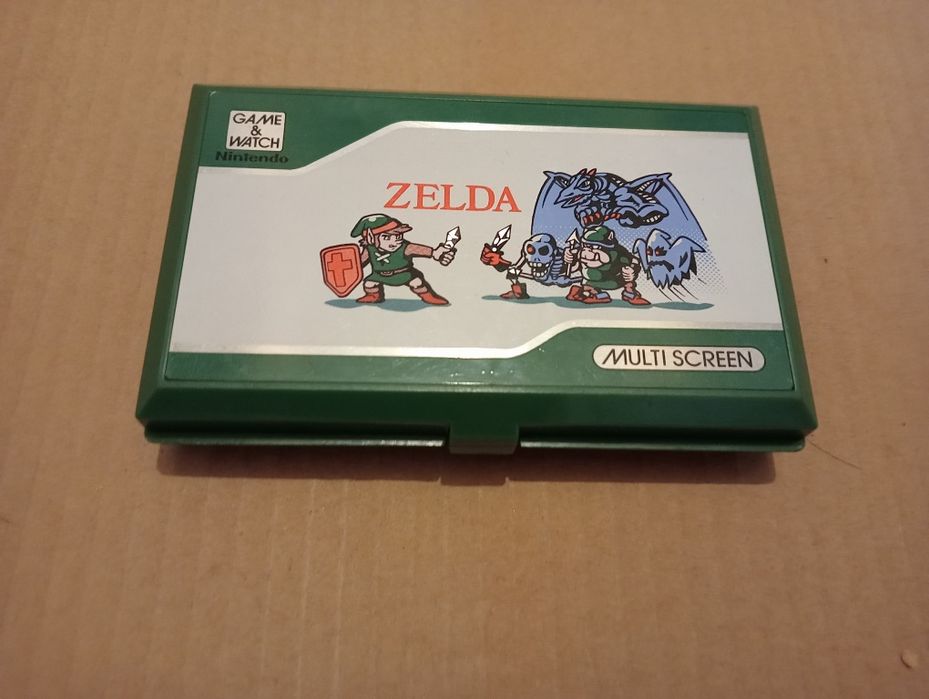 GAME
&
WATCH
Nintendo
ZELDA
MULTI SCREEN